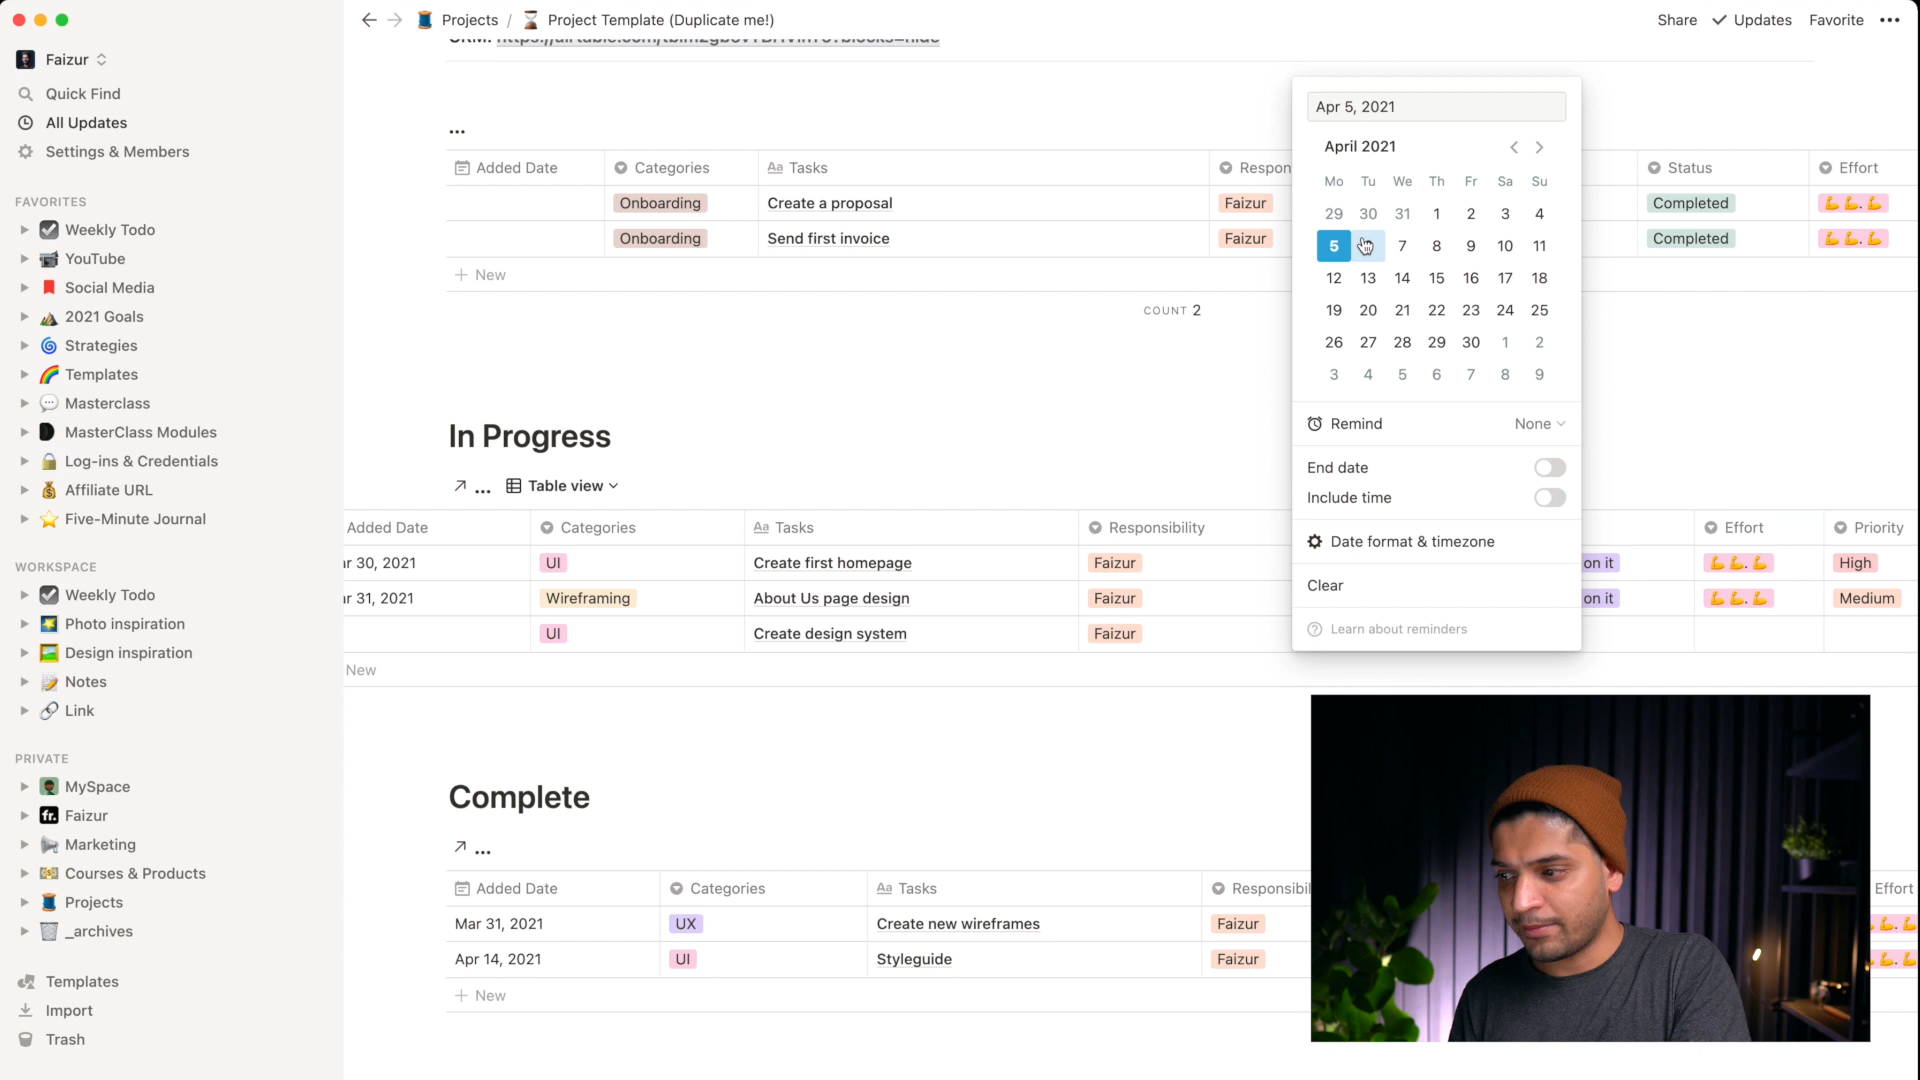 Faizur
Quick Find
All Updates
Settings & Members
FAVORITES
Weekly Todo
YouTube
Social Media
2021 Goals
Strategies
Templates
Masterclass
MasterClass Modules
Log-ins & Credentials
Affiliate URL
Five-Minute Journal
WORKSPACE
Weekly Todo
Photo inspiration
Design inspiration
Notes
Link
PRIVATE
MySpace
fr. Faizur
Marketing
Courses & Products
Projects
_archives
Templates
Import
Trash
Projects / Project Template (Duplicate me!)
Share Updates Favorite
...
Added Date Categories Aa Tasks Respon Status Effort
Onboarding Create a proposal Faizur Completed
Onboarding Send first invoice Faizur Completed
+ New
COUNT 2
In Progress
... Table view
Added Date Categories Aa Tasks Responsibility Effort Priority
r 30, 2021 UI Create first homepage Faizur on it High
r 31, 2021 Wireframing About Us page design Faizur on it Medium
UI Create design system Faizur
New
Complete
...
Added Date Categories Aa Tasks Responsibil Effort
Mar 31, 2021 UX Create new wireframes Faizur
Apr 14, 2021 UI Styleguide Faizur
+ New
Apr 5, 2021
April 2021
Mo Tu We Th Fr Sa Su
29 30 31 1 2 3 4
5 7 8 9 10 11
12 13 14 15 16 17 18
19 20 21 22 23 24 25
26 27 28 29 30 1 2
3 4 5 6 7 8 9
Remind None
End date
Include time
Date format & timezone
Clear
Learn about reminders